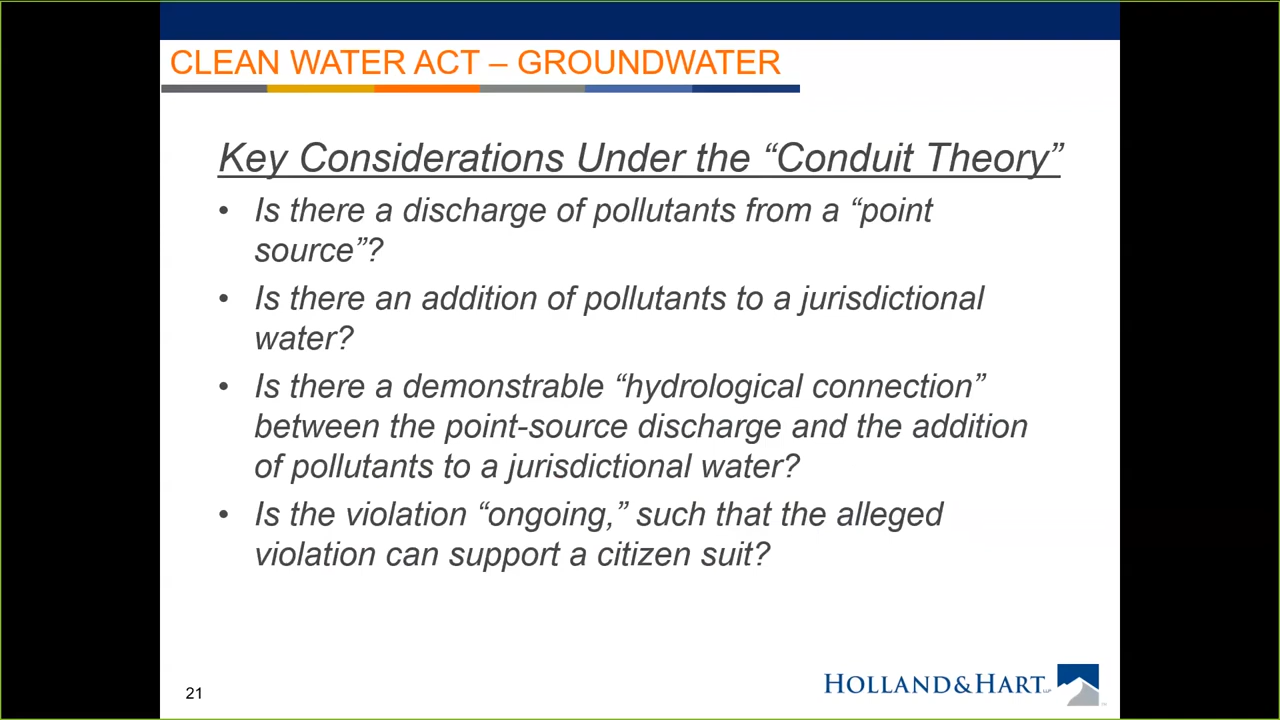 CLEAN WATER ACT – GROUNDWATER
Key Considerations Under the “Conduit Theory”
• Is there a discharge of pollutants from a “point
source”?
• Is there an addition of pollutants to a jurisdictional
water?
• Is there a demonstrable “hydrological connection”
between the point-source discharge and the addition
of pollutants to a jurisdictional water?
• Is the violation “ongoing,” such that the alleged
violation can support a citizen suit?
21
HOLLAND&HART LLP